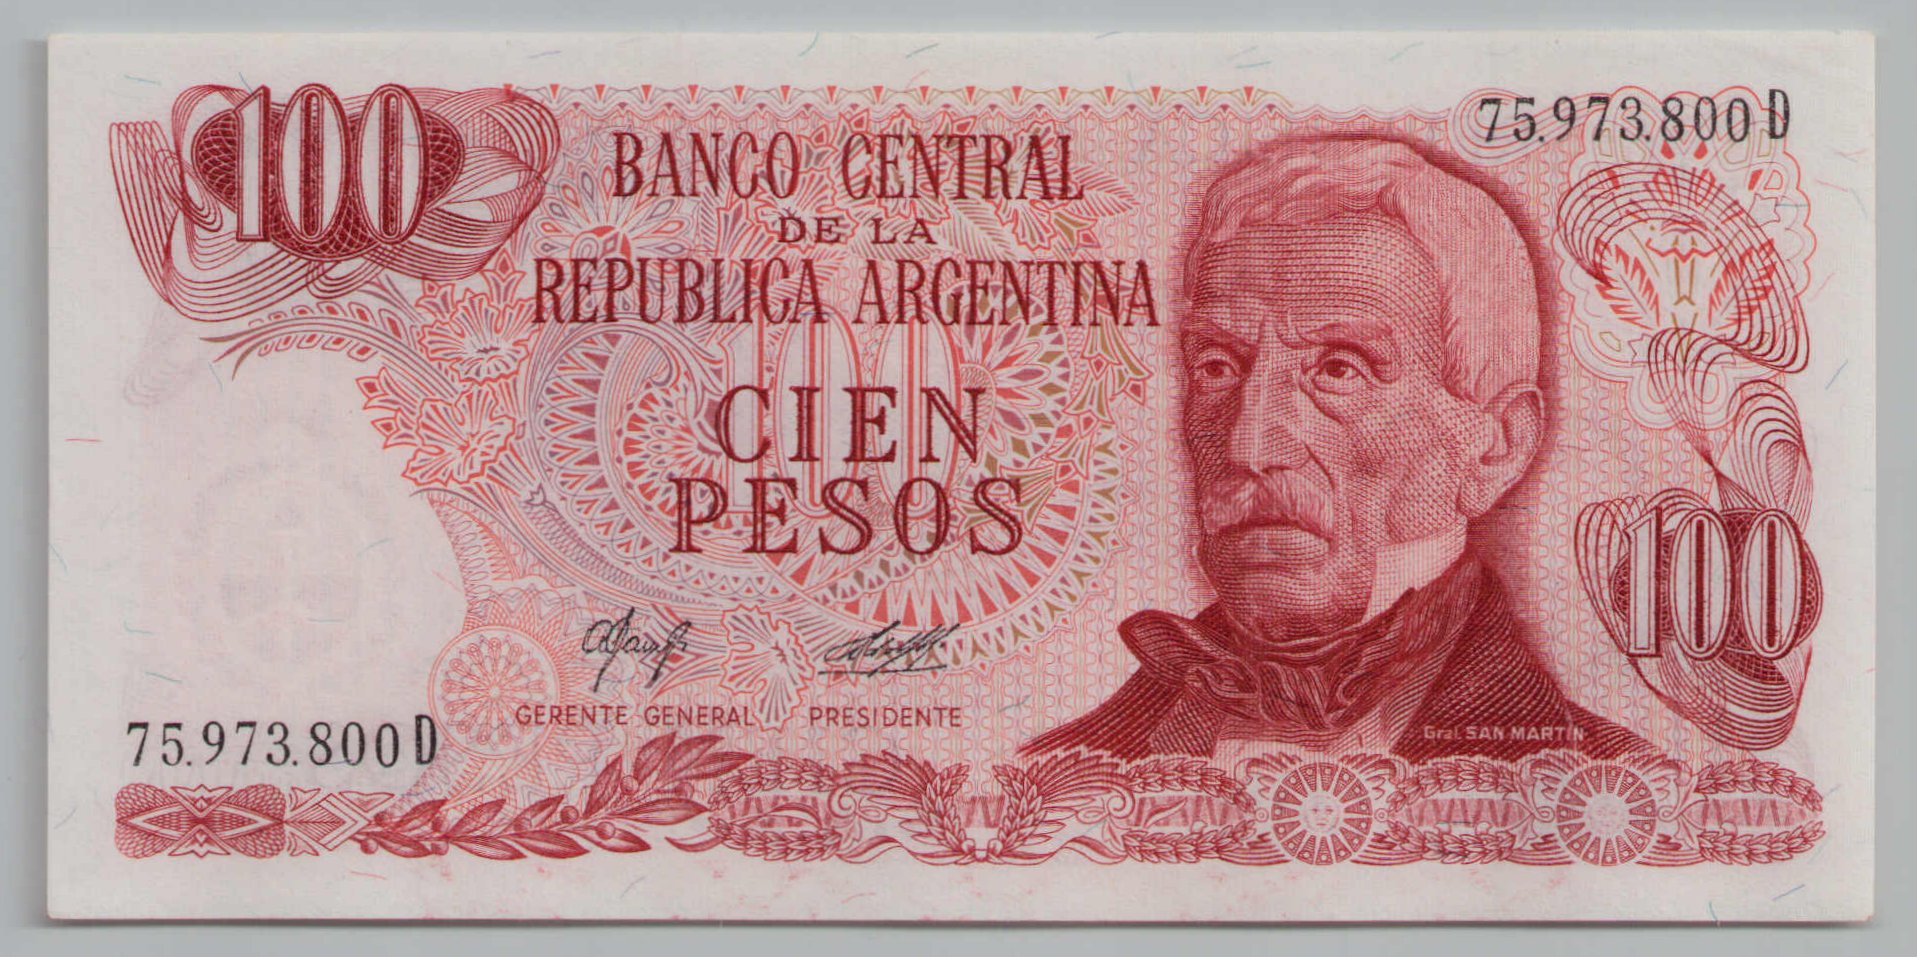 100
75.973.800 D
BANCO CENTRAL
DE LA
REPUBLICA ARGENTINA
100
CIEN
PESOS
100
GERENTE GENERAL PRESIDENTE
Gral. SAN MARTIN
75.973.800 D